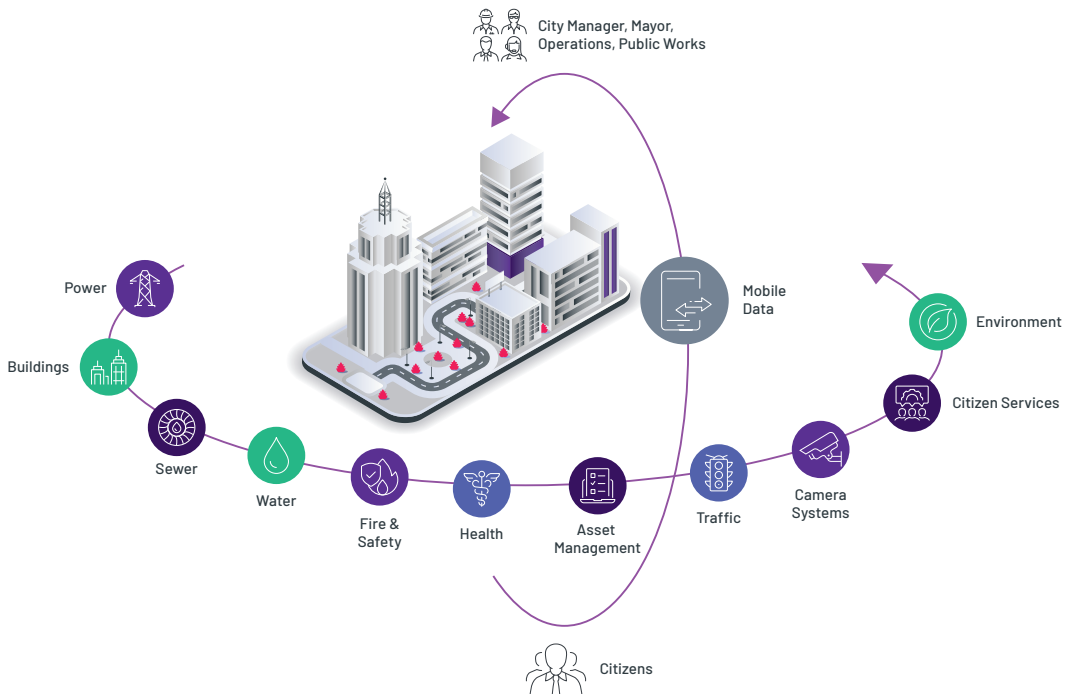 City Manager, Mayor,
Operations, Public Works
Power
Mobile
Data
Environment
Buildings
Citizen Services
Sewer
Water
Fire &
Safety
Health
Asset
Management
Traffic
Camera
Systems
Citizens